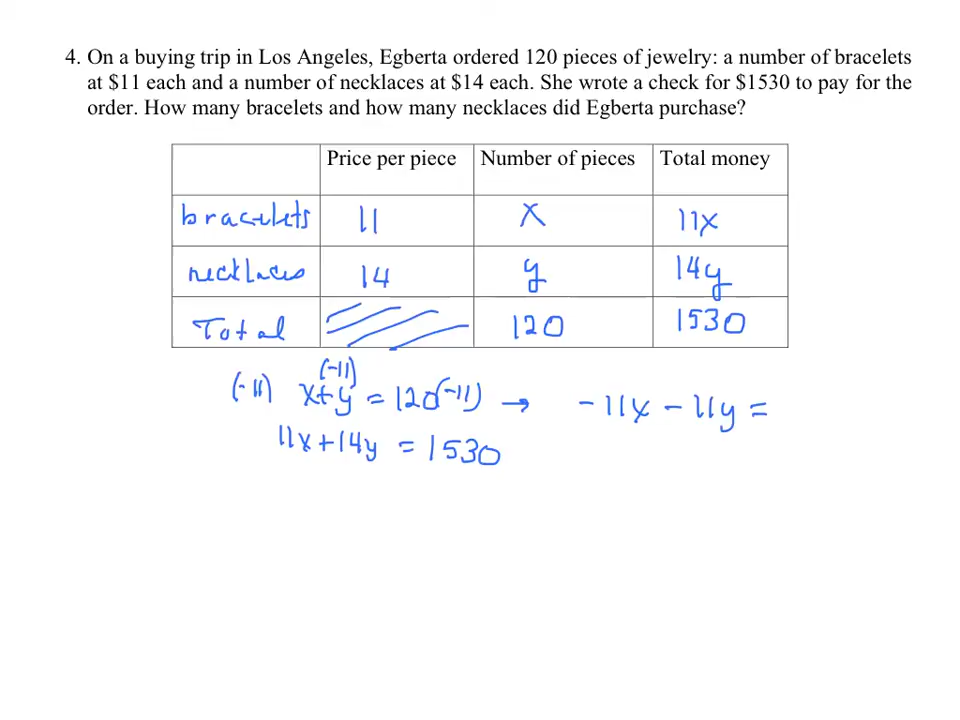 4. On a buying trip in Los Angeles, Egberta ordered 120 pieces of jewelry: a number of bracelets
at $11 each and a number of necklaces at $14 each. She wrote a check for $1530 to pay for the
order. How many bracelets and how many necklaces did Egberta purchase?
Price per piece Number of pieces Total money
bracelets 11 x 11x
necklaces 14 y 14y
Total 120 1530
(-11)
(-11) x+y = 120(-11) → -11x - 11y =
11x+14y = 1530